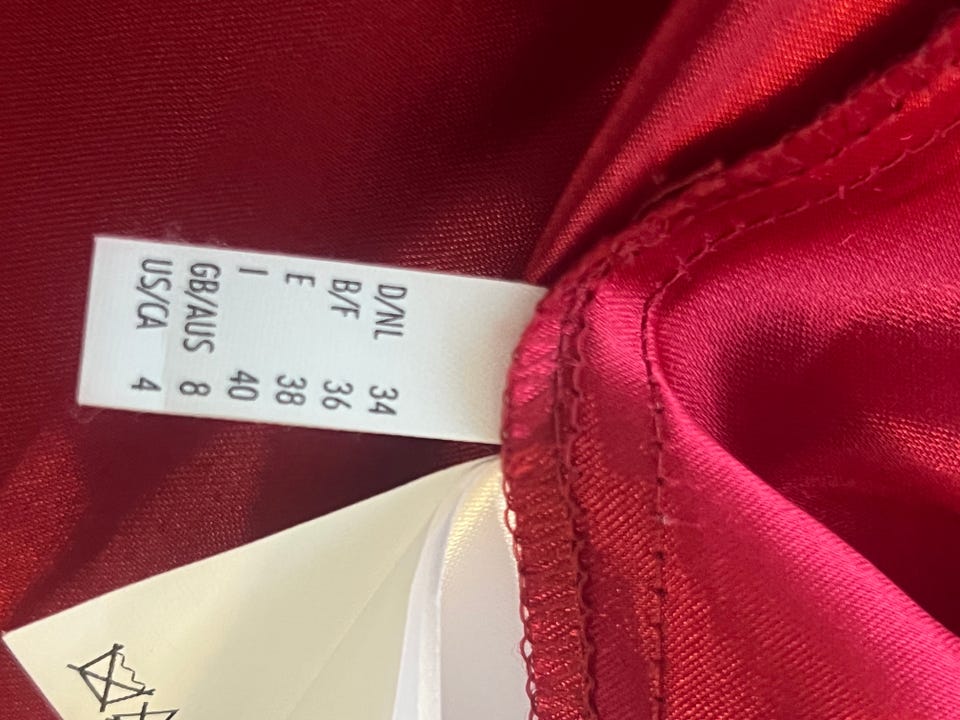 D/NL 34
B/F 36
E 38
I 40
GB/AUS 8
US/CA 4